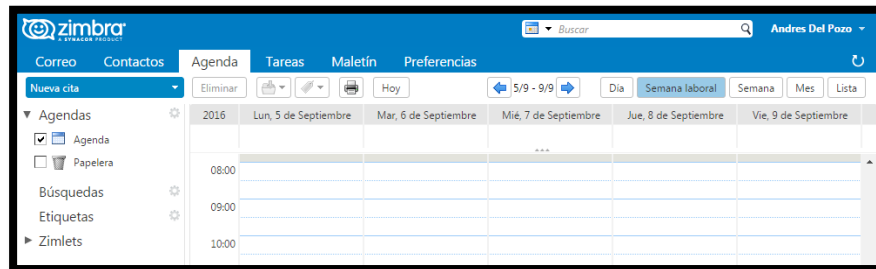 zimbra
A SYNACOR PRODUCT
Buscar
Andres Del Pozo
Correo Contactos Agenda Tareas Maletín Preferencias
Nueva cita Eliminar Hoy 5/9 - 9/9 Día Semana laboral Semana Mes Lista
Agendas 2016 Lun, 5 de Septiembre Mar, 6 de Septiembre Mié, 7 de Septiembre Jue, 8 de Septiembre Vie, 9 de Septiembre
Agenda
Papelera 08:00
Búsquedas
Etiquetas 09:00
Zimlets 10:00